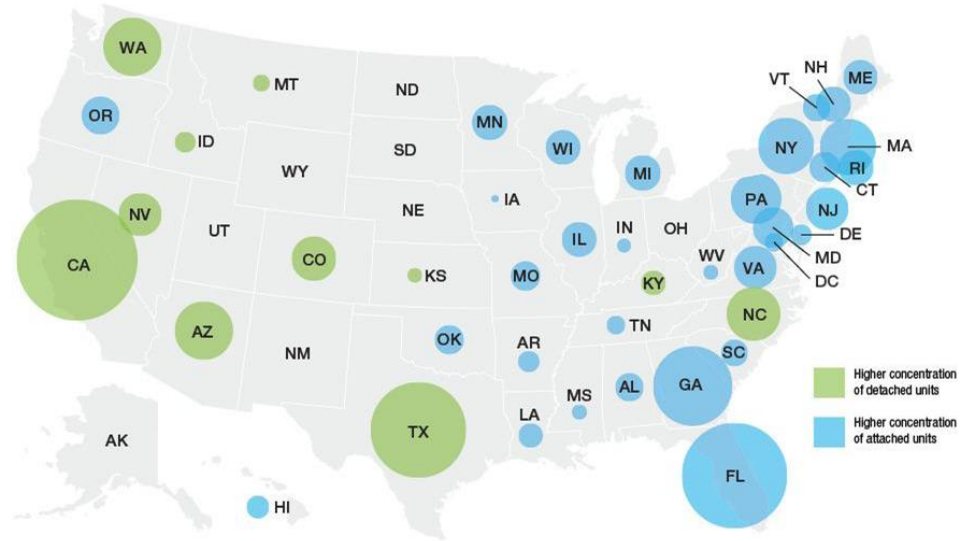 WA
MT
ND
OR
ID
SD
MN
WI
MI
NY
VT
NH
ME
MA
RI
CT
WY
NE
IA
NV
UT
CO
KS
CA
AZ
NM
OK
TX
MO
IL
IN
OH
PA
NJ
DE
MD
DC
WV
VA
KY
NC
TN
AR
SC
MS
AL
GA
LA
FL
AK
HI
Higher concentration
of detached units
Higher concentration
of attached units